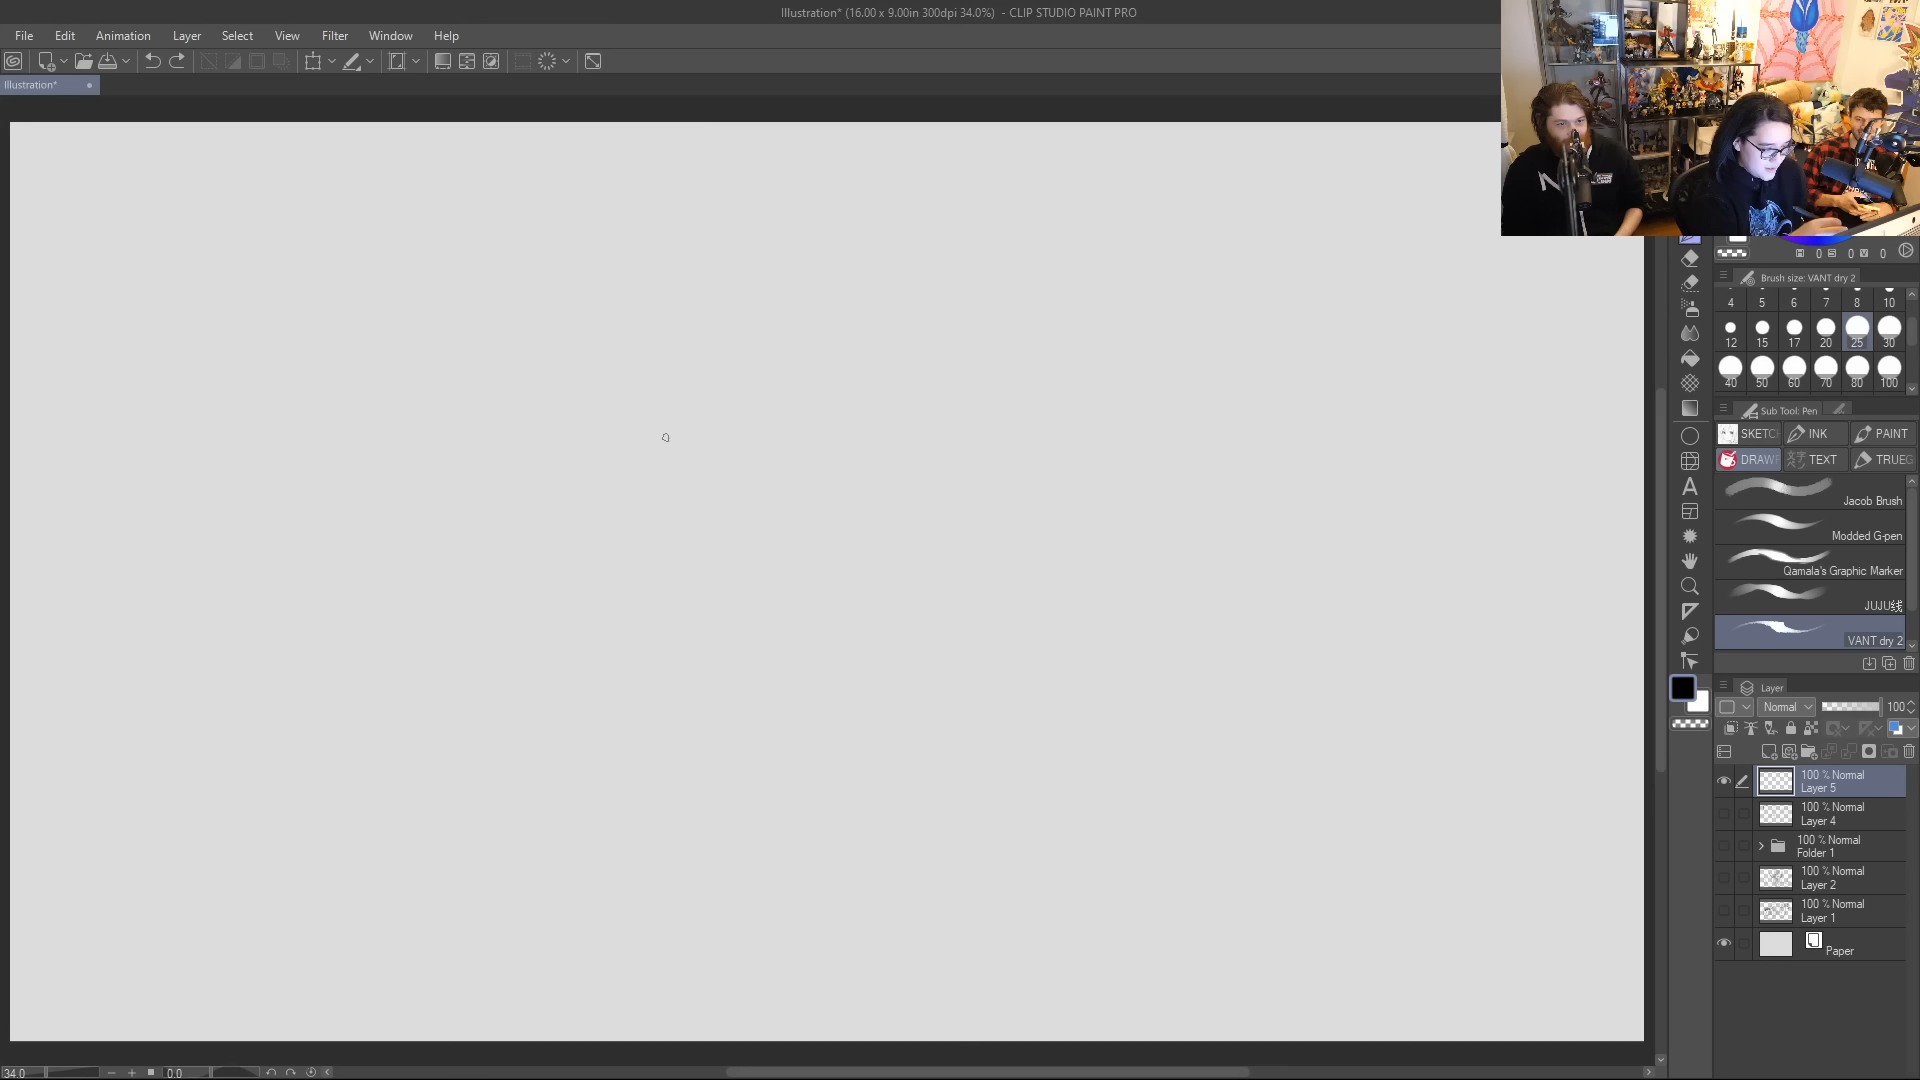 Illustration* (16.00 x 9.00in 300dpi 34.0%) - CLIP STUDIO PAINT PRO
File Edit Animation Layer Select View Filter Window Help
Illustration*
0 0 0
Brush size: VANT dry 2
4 5 6 7 8 10
12 15 17 20 25 30
40 50 60 70 80 100
Sub Tool: Pen
SKETC INK PAINT
DRAW TEXT TRUEG
Jacob Brush
Modded G-pen
Qamala's Graphic Marker
JUJU线
VANT dry 2
Layer
Normal 100
100 % Normal
Layer 5
100 % Normal
Layer 4
100 % Normal
Folder 1
100 % Normal
Layer 2
100 % Normal
Layer 1
Paper
34.0 0.0